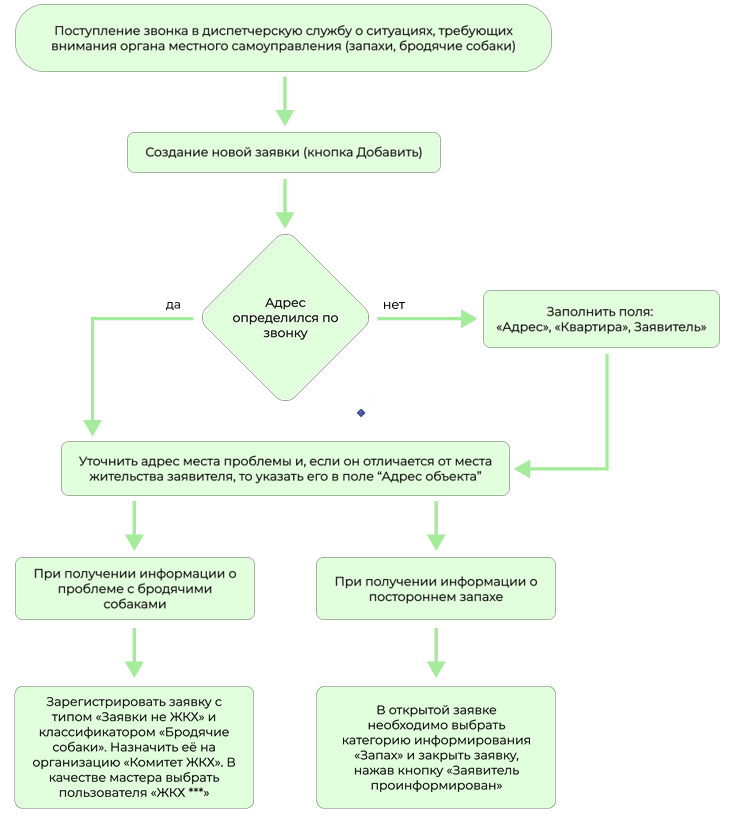 Поступление звонка в диспетчерскую службу о ситуациях, требующих
внимания органа местного самоуправления (запахи, бродячие собаки)
Создание новой заявки (кнопка Добавить)
Адрес
определился по
звонку
да
нет
Заполнить поля:
«Адрес», «Квартира», Заявитель»
Уточнить адрес места проблемы и, если он отличается от места
жительства заявителя, то указать его в поле “Адрес объекта”
При получении информации о
проблеме с бродячими
собаками
При получении информации о
постороннем запахе
Зарегистрировать заявку с
типом «Заявки не ЖКХ» и
классификатором «Бродячие
собаки». Назначить её на
организацию «Комитет ЖКХ». В
качестве мастера выбрать
пользователя «ЖКХ ***»
В открытой заявке
необходимо выбрать
категорию информирования
«Запах» и закрыть заявку,
нажав кнопку «Заявитель
проинформирован»